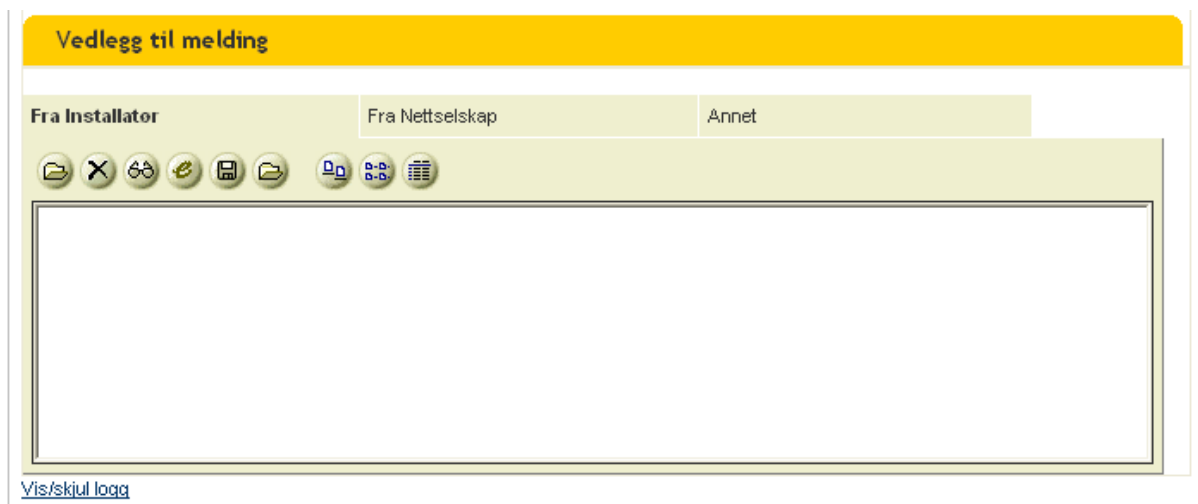 Vedlegg til melding
Fra Installatør Fra Nettselskap Annet
Vis/skjul logg